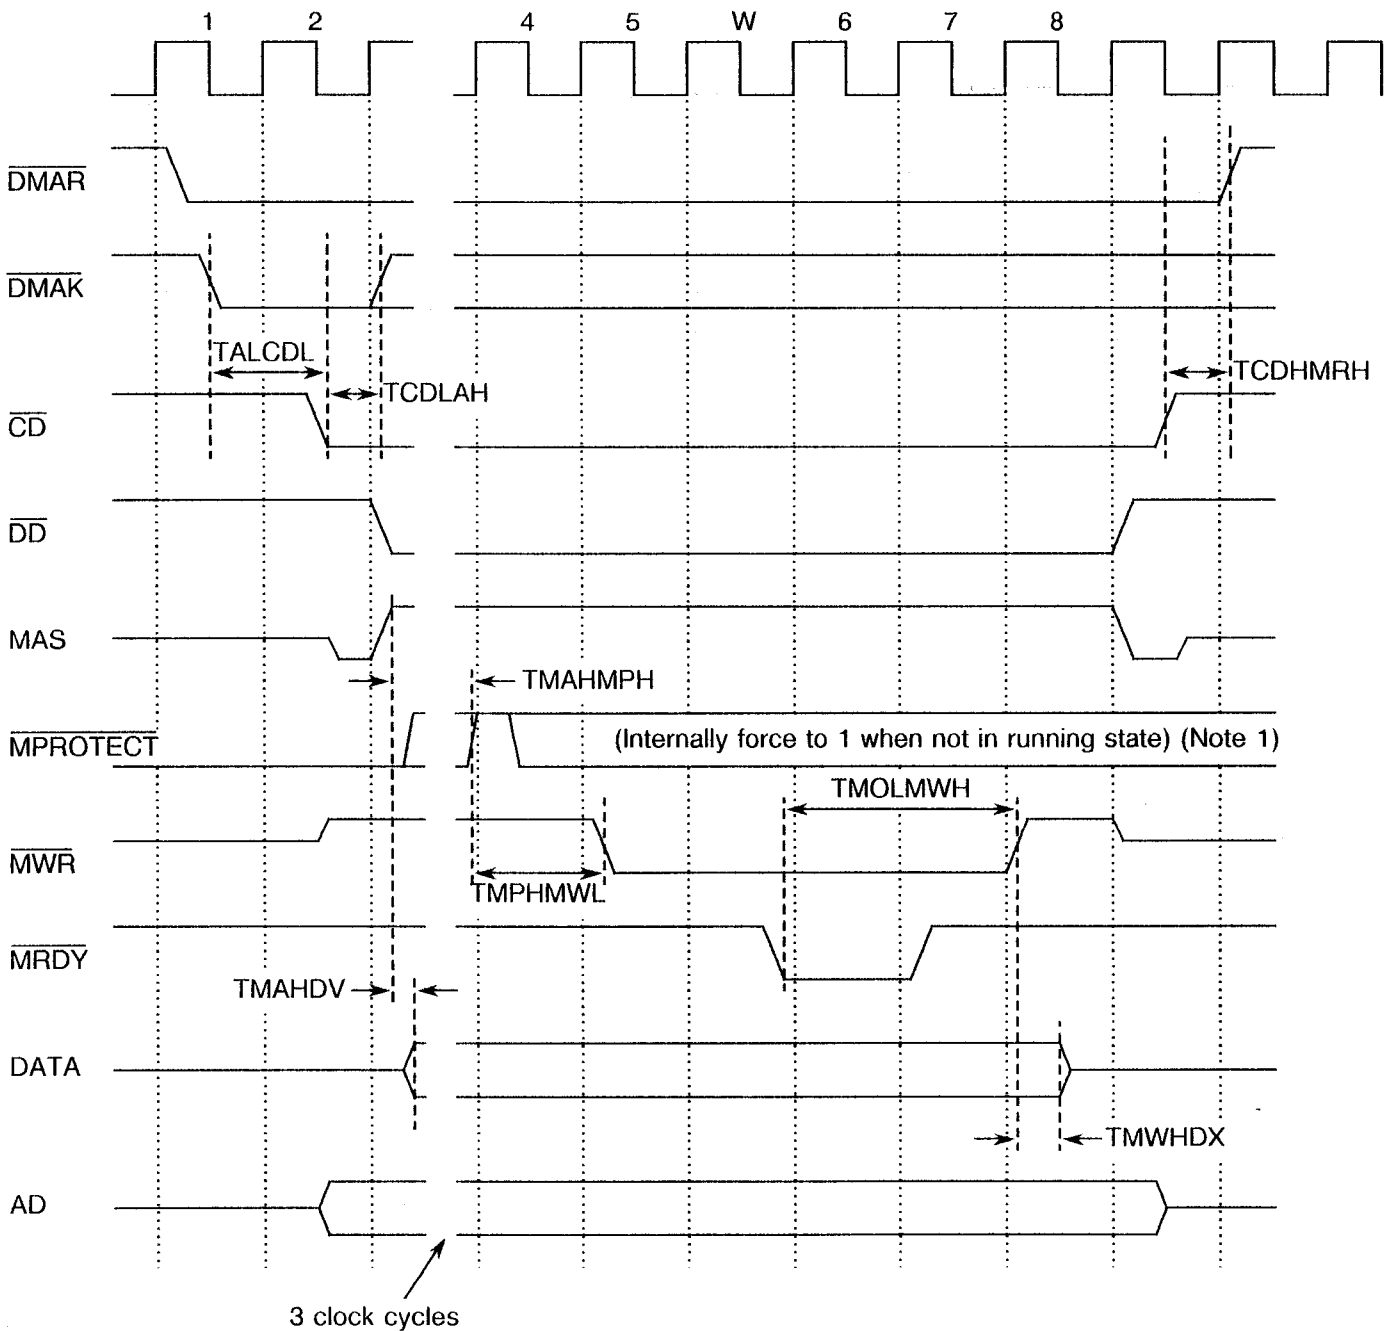 1 2 4 5 W 6 7 8
DMAR
DMAK
TALCDL
TCDLAH
TCDHMRH
CD
DD
MAS
TMAHMPH
MPROTECT
(Internally force to 1 when not in running state) (Note 1)
TMOLMWH
MWR
TMPHMWL
MRDY
TMAHDV
DATA
TMWHDX
AD
3 clock cycles